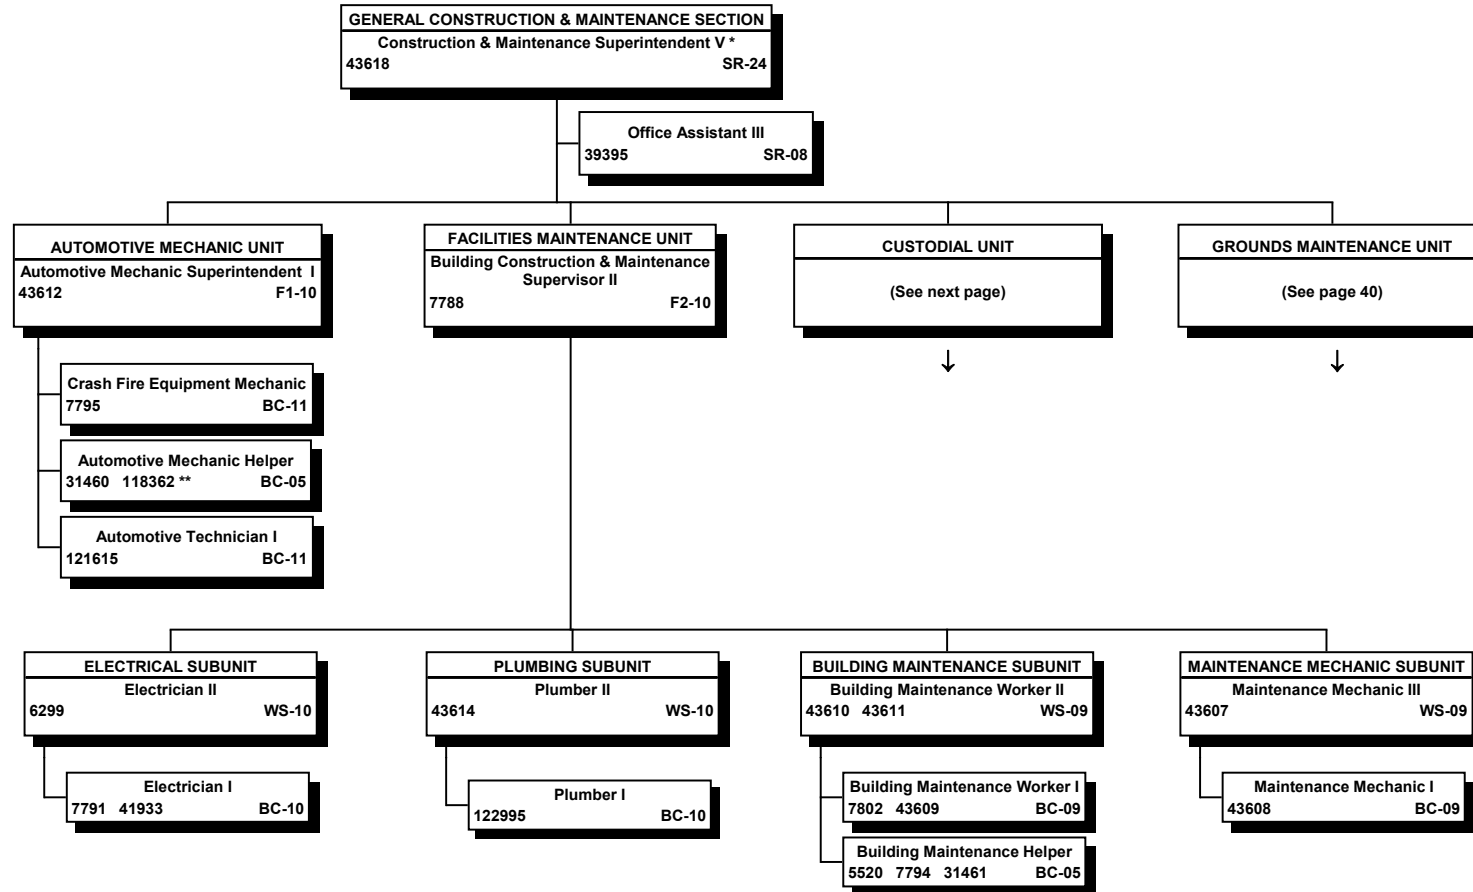 GENERAL CONSTRUCTION & MAINTENANCE SECTION
Construction & Maintenance Superintendent V *
43618 SR-24
Office Assistant III
39395 SR-08
AUTOMOTIVE MECHANIC UNIT
Automotive Mechanic Superintendent I
43612 F1-10
FACILITIES MAINTENANCE UNIT
Building Construction & Maintenance
Supervisor II
7788 F2-10
CUSTODIAL UNIT
(See next page)
GROUNDS MAINTENANCE UNIT
(See page 40)
Crash Fire Equipment Mechanic
7795 BC-11
Automotive Mechanic Helper
31460 118362 ** BC-05
Automotive Technician I
121615 BC-11
ELECTRICAL SUBUNIT
Electrician II
6299 WS-10
Electrician I
7791 41933 BC-10
PLUMBING SUBUNIT
Plumber II
43614 WS-10
Plumber I
122995 BC-10
BUILDING MAINTENANCE SUBUNIT
Building Maintenance Worker II
43610 43611 WS-09
Building Maintenance Worker I
7802 43609 BC-09
Building Maintenance Helper
5520 7794 31461 BC-05
MAINTENANCE MECHANIC SUBUNIT
Maintenance Mechanic III
43607 WS-09
Maintenance Mechanic I
43608 BC-09